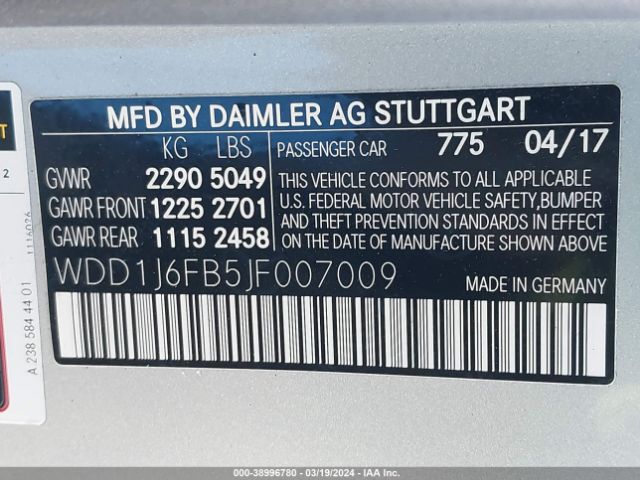 MFD BY DAIMLER AG STUTTGART
KG LBS
GVWR 2290 5049
GAWR FRONT 1225 2701
GAWR REAR 1115 2458
PASSENGER CAR 775 04/17
THIS VEHICLE CONFORMS TO ALL APPLICABLE
U.S. FEDERAL MOTOR VEHICLE SAFETY,BUMPER
AND THEFT PREVENTION STANDARDS IN EFFECT
ON THE DATE OF MANUFACTURE SHOWN ABOVE.
WDD1J6FB5JF007009
MADE IN GERMANY
A 238 584 44 01
2
000-38996780 - 03/19/2024 - IAA Inc.